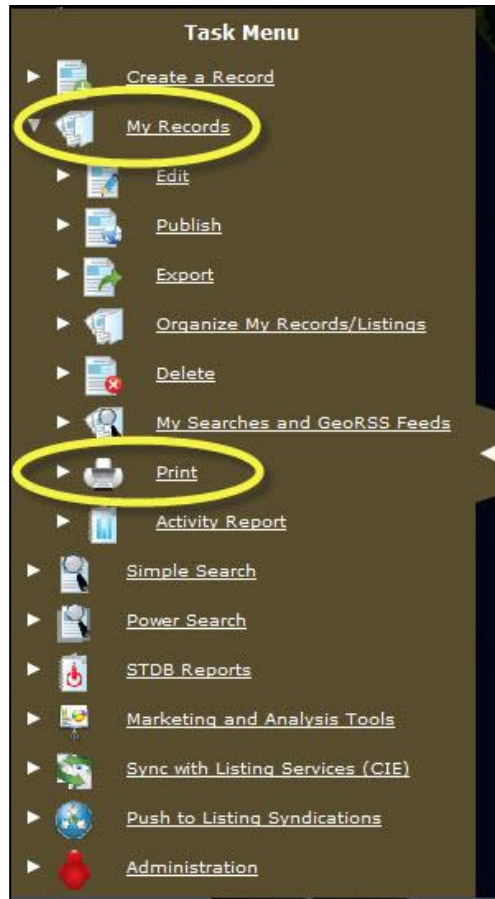 Task Menu
Create a Record
My Records
Edit
Publish
Export
Organize My Records/Listings
Delete
My Searches and GeoRSS Feeds
Print
Activity Report
Simple Search
Power Search
STDB Reports
Marketing and Analysis Tools
Sync with Listing Services (CIE)
Push to Listing Syndications
Administration